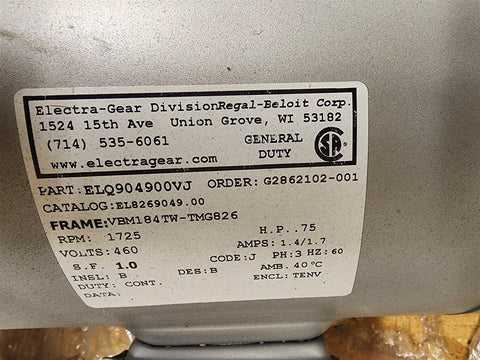 Electra-Gear Division Regal-Beloit Corp.
1524 15th Ave Union Grove, WI 53182
(714) 535-6061 GENERAL DUTY
www.electragear.com
PART: ELQ904900VJ ORDER: G2862102-001
CATALOG: EL8269049.00
FRAME: VBM184TW-TMG826
RPM: 1725 H.P. .75
VOLTS: 460 AMPS: 1.4/1.7
S.F. 1.0 CODE: J PH: 3 HZ: 60
INSL: B DES: B AMB. 40°C
DUTY: CONT. ENCL: TENV
DATA: